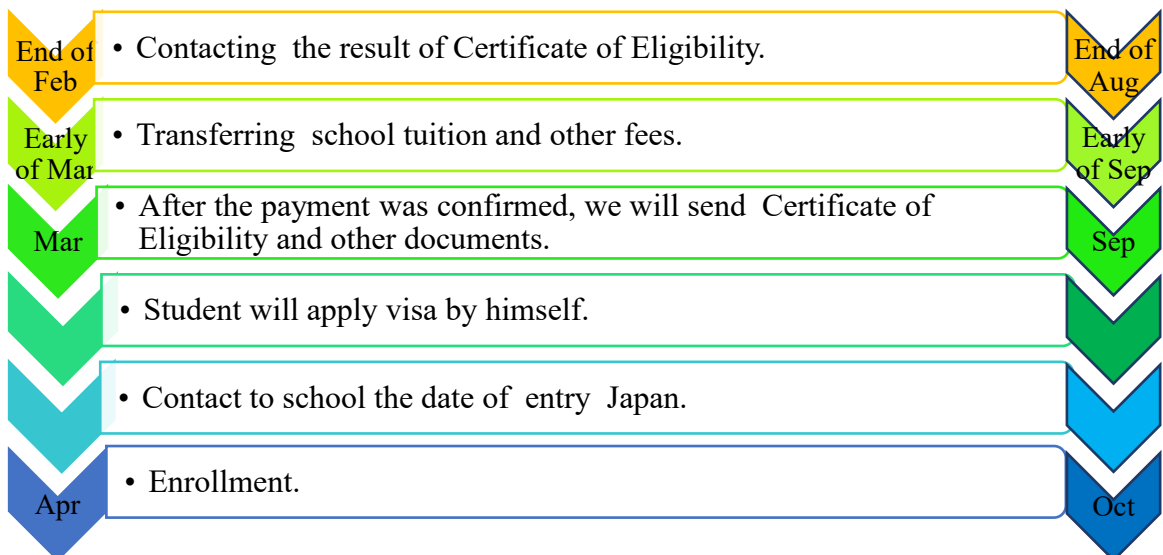 End of
Feb
• Contacting the result of Certificate of Eligibility.
End of
Aug
Early
of Mar
• Transferring school tuition and other fees.
Early
of Sep
Mar
• After the payment was confirmed, we will send Certificate of
Eligibility and other documents.
Sep
• Student will apply visa by himself.
• Contact to school the date of entry Japan.
Apr
• Enrollment.
Oct